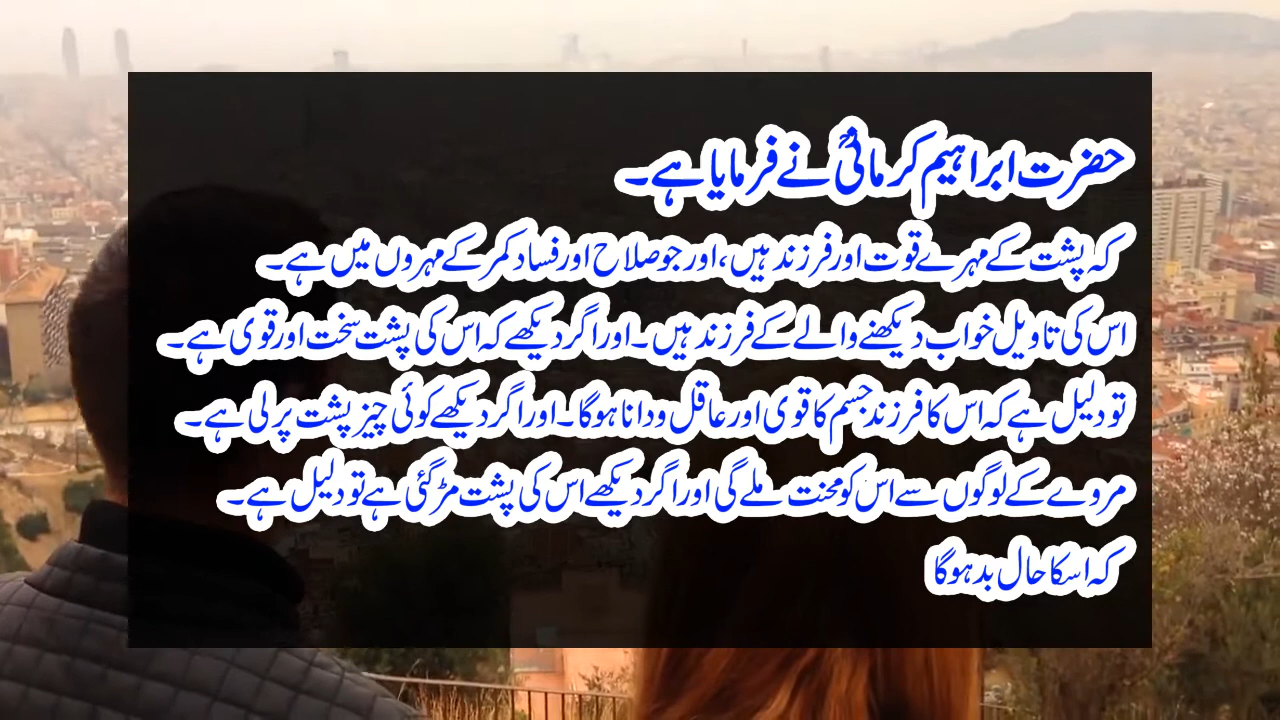 حضرت ابراہیم کرمانیؒ نے فرمایا ہے۔
کہ پشت کے مہرے قوت اور فرزند ہیں، اور جو صلاح اور فساد کمر کے مہروں میں ہے۔
اس کی تاویل خواب دیکھنے والے کے فرزند ہیں۔ اور اگر دیکھے کہ اس کی پشت سخت اور قوی ہے۔
تو دلیل ہے کہ اس کا فرزند جسم کا قوی اور عاقل و دانا ہوگا۔ اور اگر دیکھے کوئی چیز پشت پر لی ہے۔
مروے کے لوگوں سے اس کو محنت ملے گی اور اگر دیکھے اس کی پشت مڑ گئی ہے تو دلیل ہے۔
کہ اسکا حال بد ہوگا